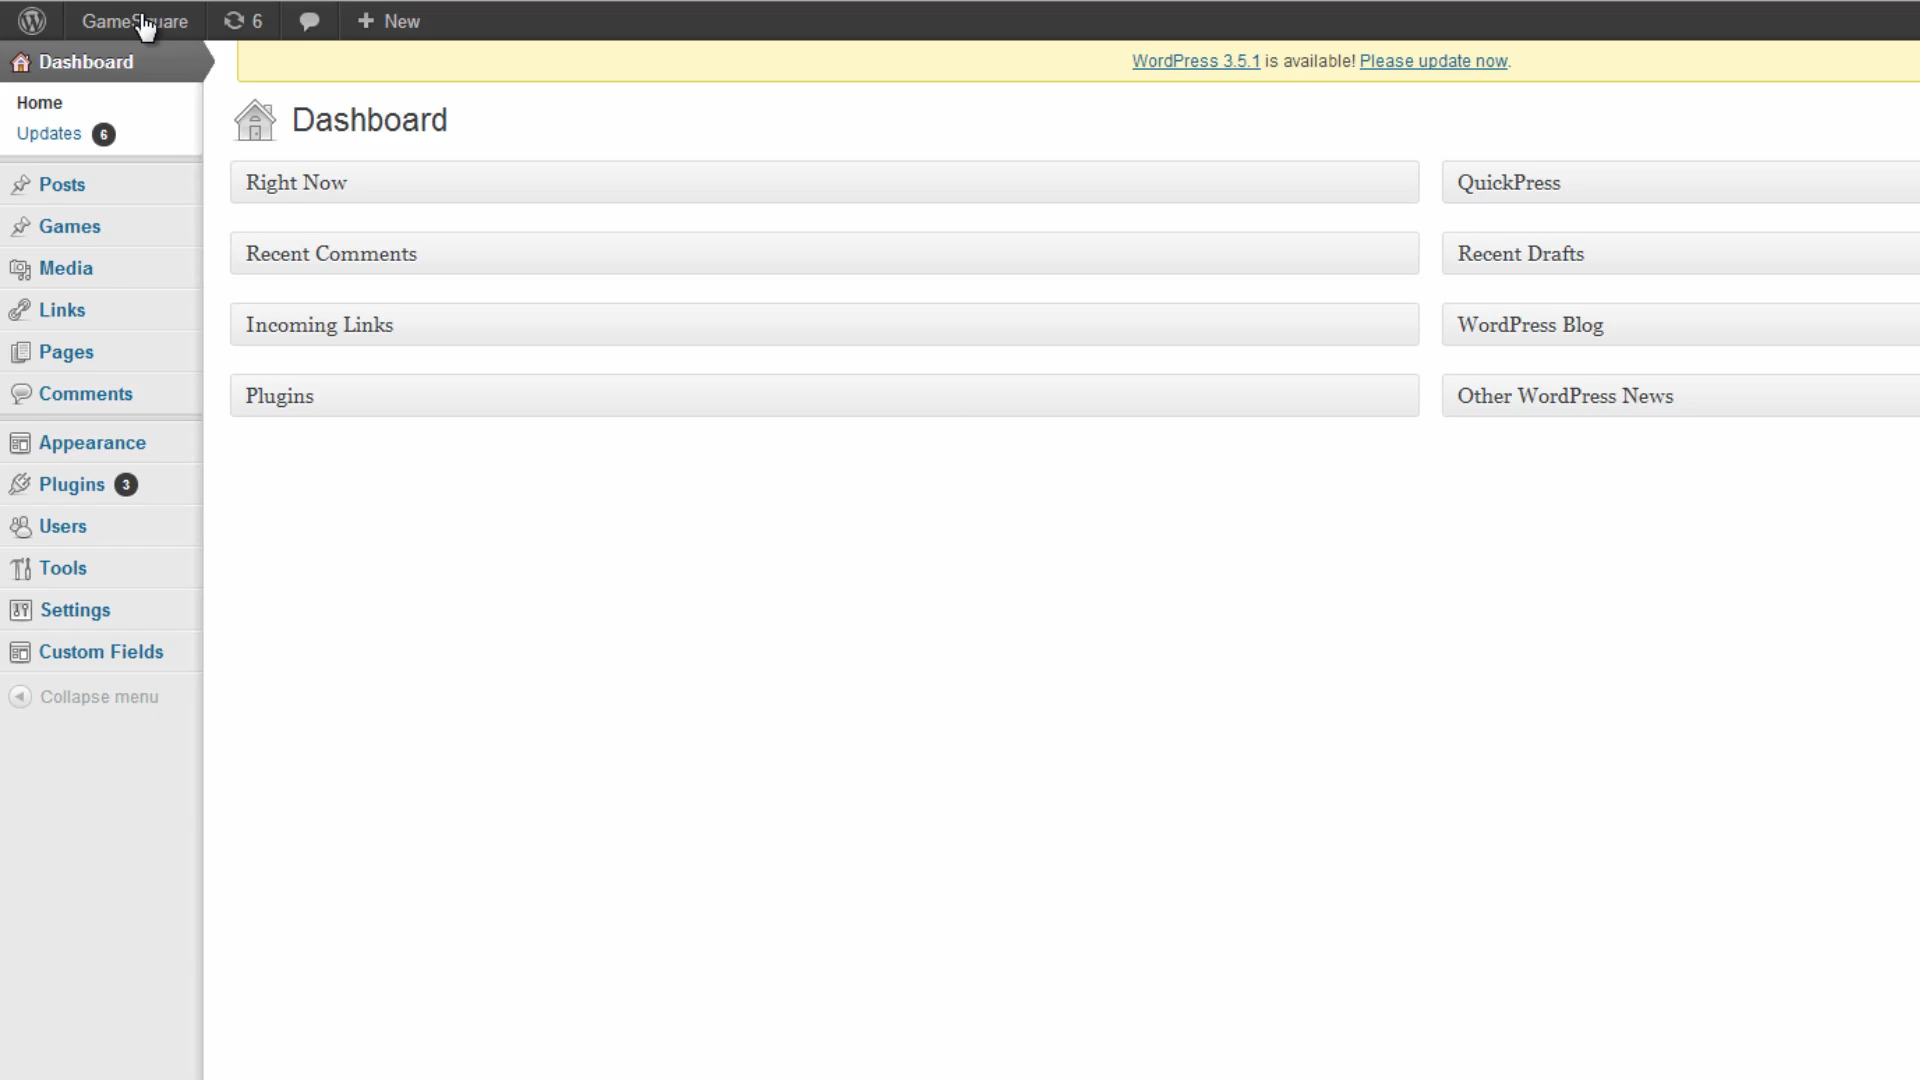 GameSquare 6 + New
Dashboard
WordPress 3.5.1 is available! Please update now.
Home
Updates 6
Dashboard
Posts
Games
Media
Links
Pages
Comments
Appearance
Plugins 3
Users
Tools
Settings
Custom Fields
Collapse menu
Right Now
QuickPress
Recent Comments
Recent Drafts
Incoming Links
WordPress Blog
Plugins
Other WordPress News